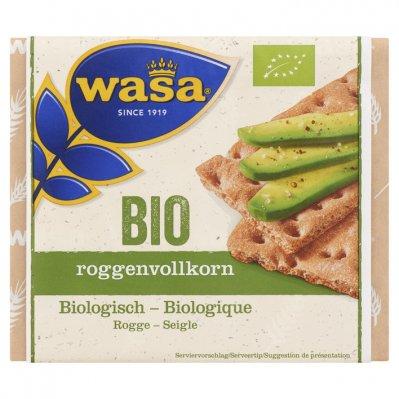 wasa®
SINCE 1919
BIO
roggenvollkorn
Biologisch – Biologique
Rogge – Seigle
Serviervorschlag/Serveertip/Suggestion de présentation